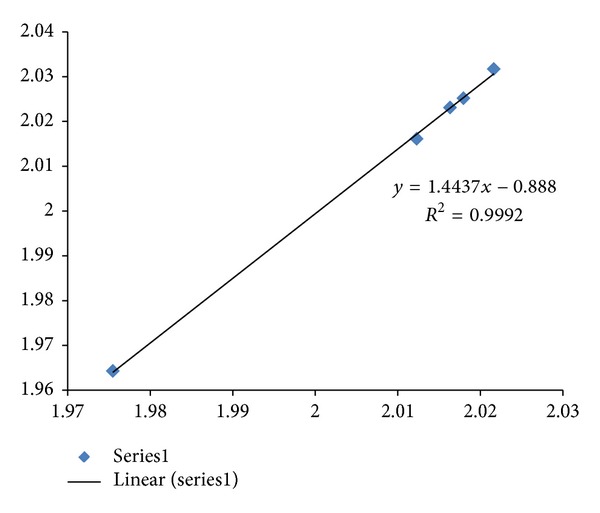 2.04
2.03
2.02
2.01
2
1.99
1.98
1.97
1.96
y = 1.4437x − 0.888
R² = 0.9992
1.97 1.98 1.99 2 2.01 2.02 2.03
Series1
Linear (series1)